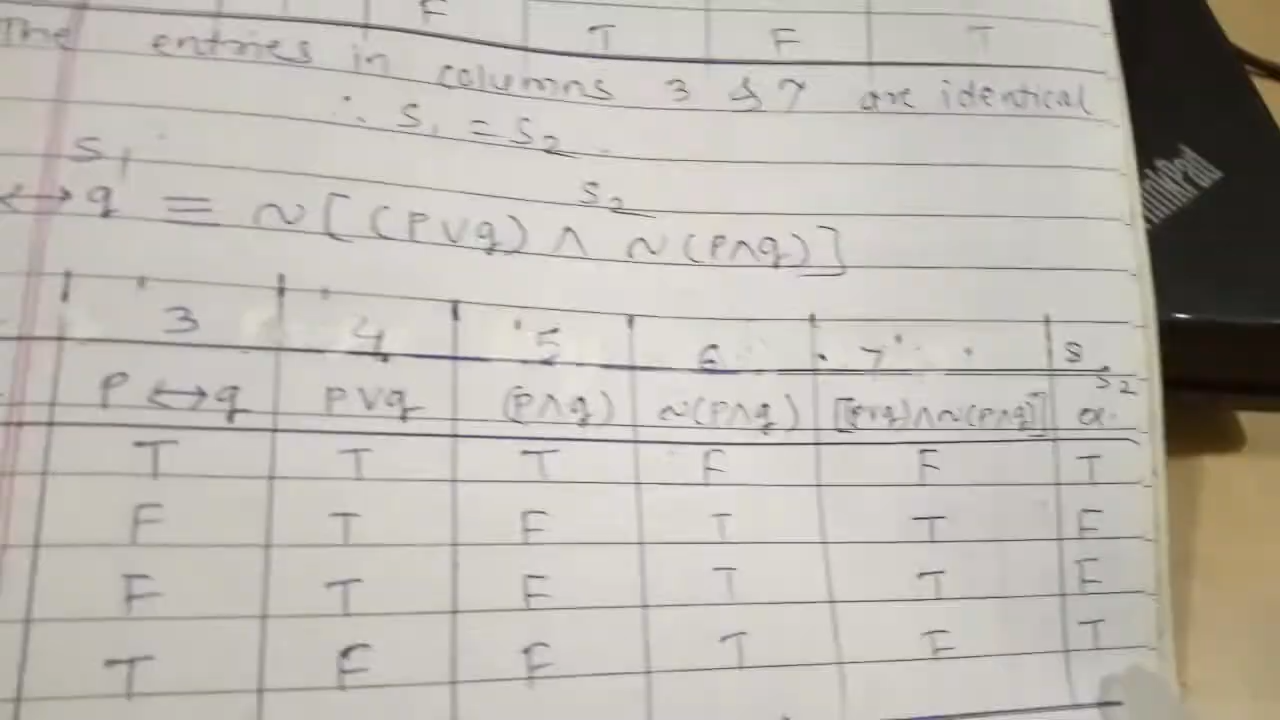 F T F T
The entries in columns 3 & 7 are identical
∴ S₁ = S₂
S₁ S₂
↔ q ≡ ~[(p∨q) ∧ ~(p∧q)]
3 4 5 6 7 8
S₂
p ↔ q p∨q (p∧q) ~(p∧q) [(p∨q)∧~(p∧q)]
T T T F F T
F T F T T F
F T F T T F
T F F T F T
ThinkPad